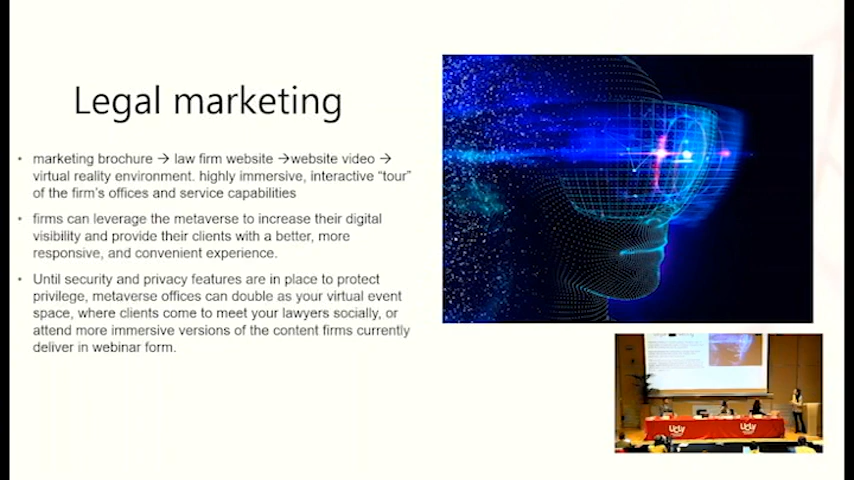 Legal marketing
• marketing brochure → law firm website →website video →
virtual reality environment. highly immersive, interactive “tour”
of the firm’s offices and service capabilities
• firms can leverage the metaverse to increase their digital
visibility and provide their clients with a better, more
responsive, and convenient experience.
• Until security and privacy features are in place to protect
privilege, metaverse offices can double as your virtual event
space, where clients come to meet your lawyers socially, or
attend more immersive versions of the content firms currently
deliver in webinar form.